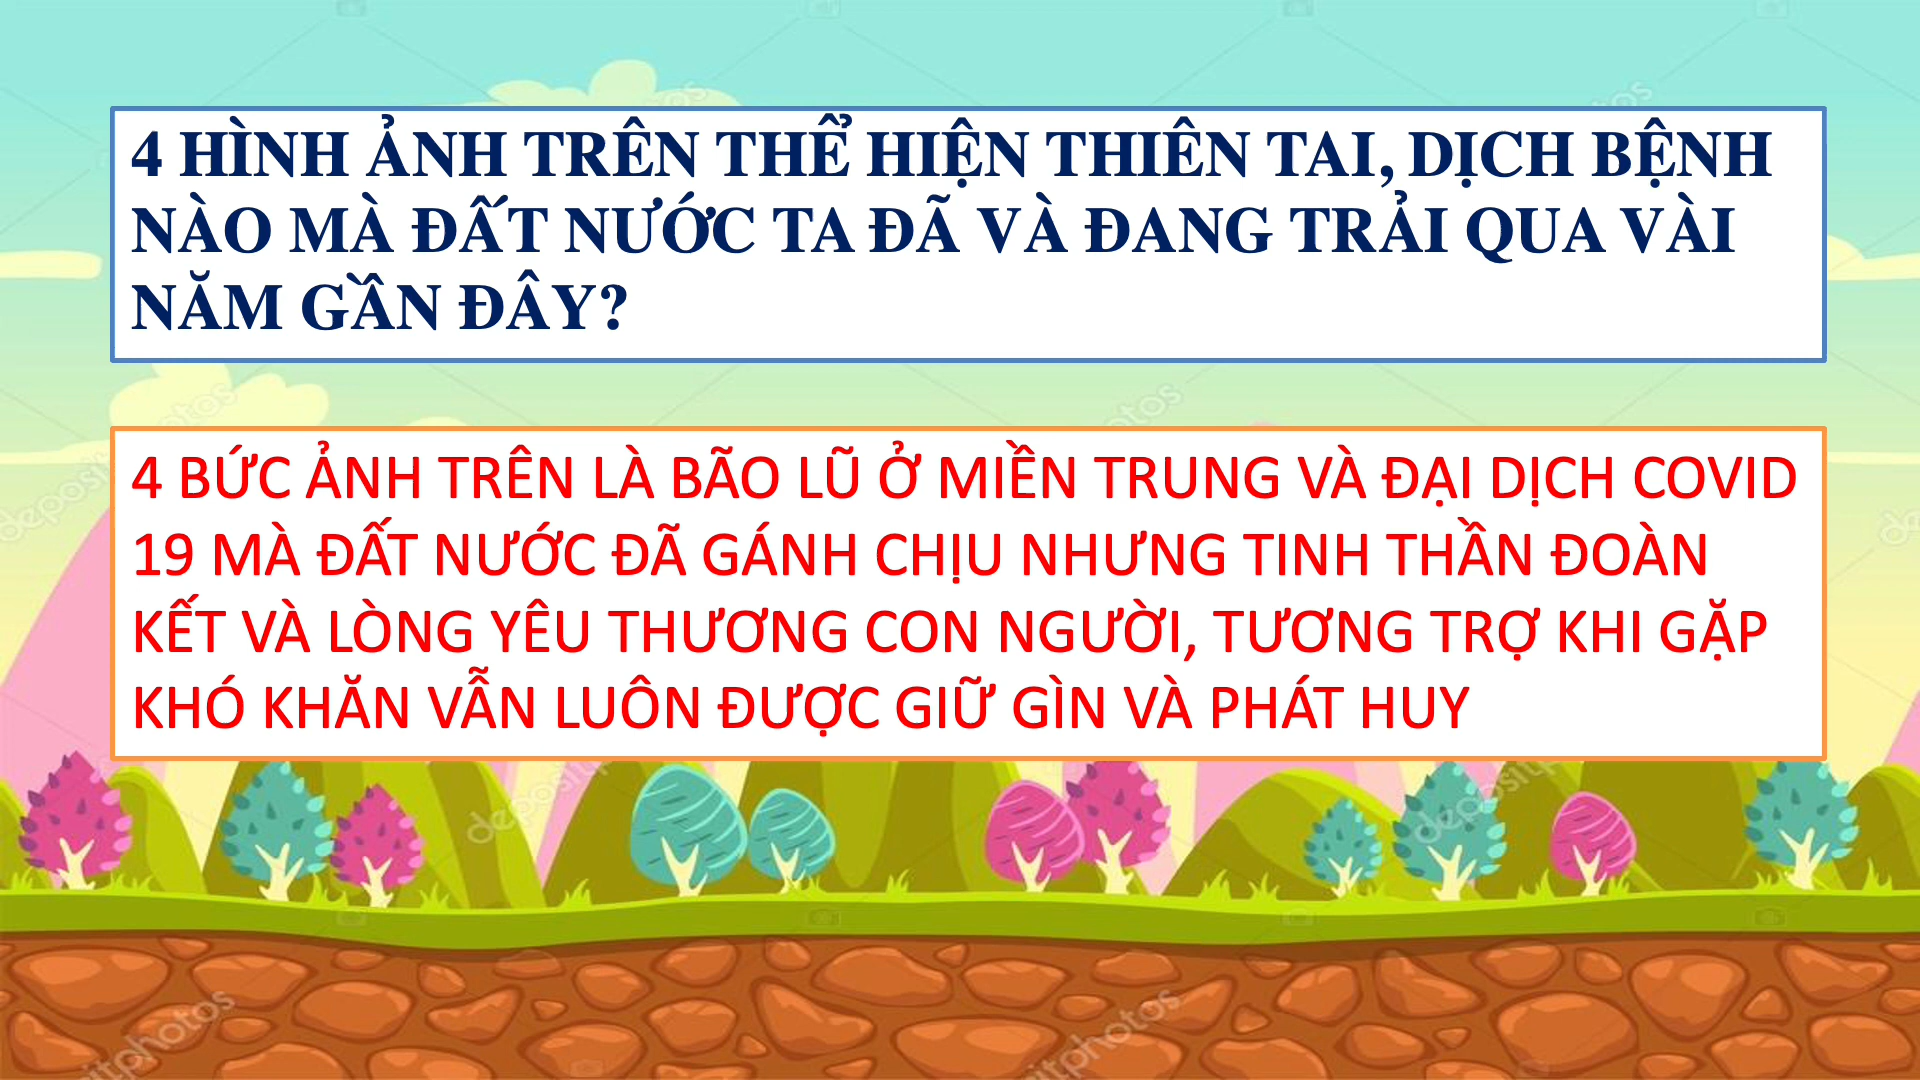 4 HÌNH ẢNH TRÊN THỂ HIỆN THIÊN TAI, DỊCH BỆNH
NÀO MÀ ĐẤT NƯỚC TA ĐÃ VÀ ĐANG TRẢI QUA VÀI
NĂM GẦN ĐÂY?
4 BỨC ẢNH TRÊN LÀ BÃO LŨ Ở MIỀN TRUNG VÀ ĐẠI DỊCH COVID
19 MÀ ĐẤT NƯỚC ĐÃ GÁNH CHỊU NHƯNG TINH THẦN ĐOÀN
KẾT VÀ LÒNG YÊU THƯƠNG CON NGƯỜI, TƯƠNG TRỢ KHI GẶP
KHÓ KHĂN VẪN LUÔN ĐƯỢC GIỮ GÌN VÀ PHÁT HUY